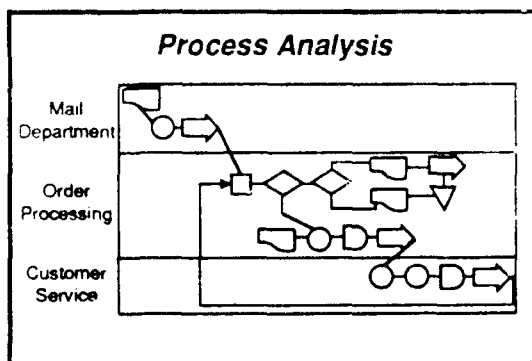 Process Analysis
Mail
Department
Order
Processing
Customer
Service